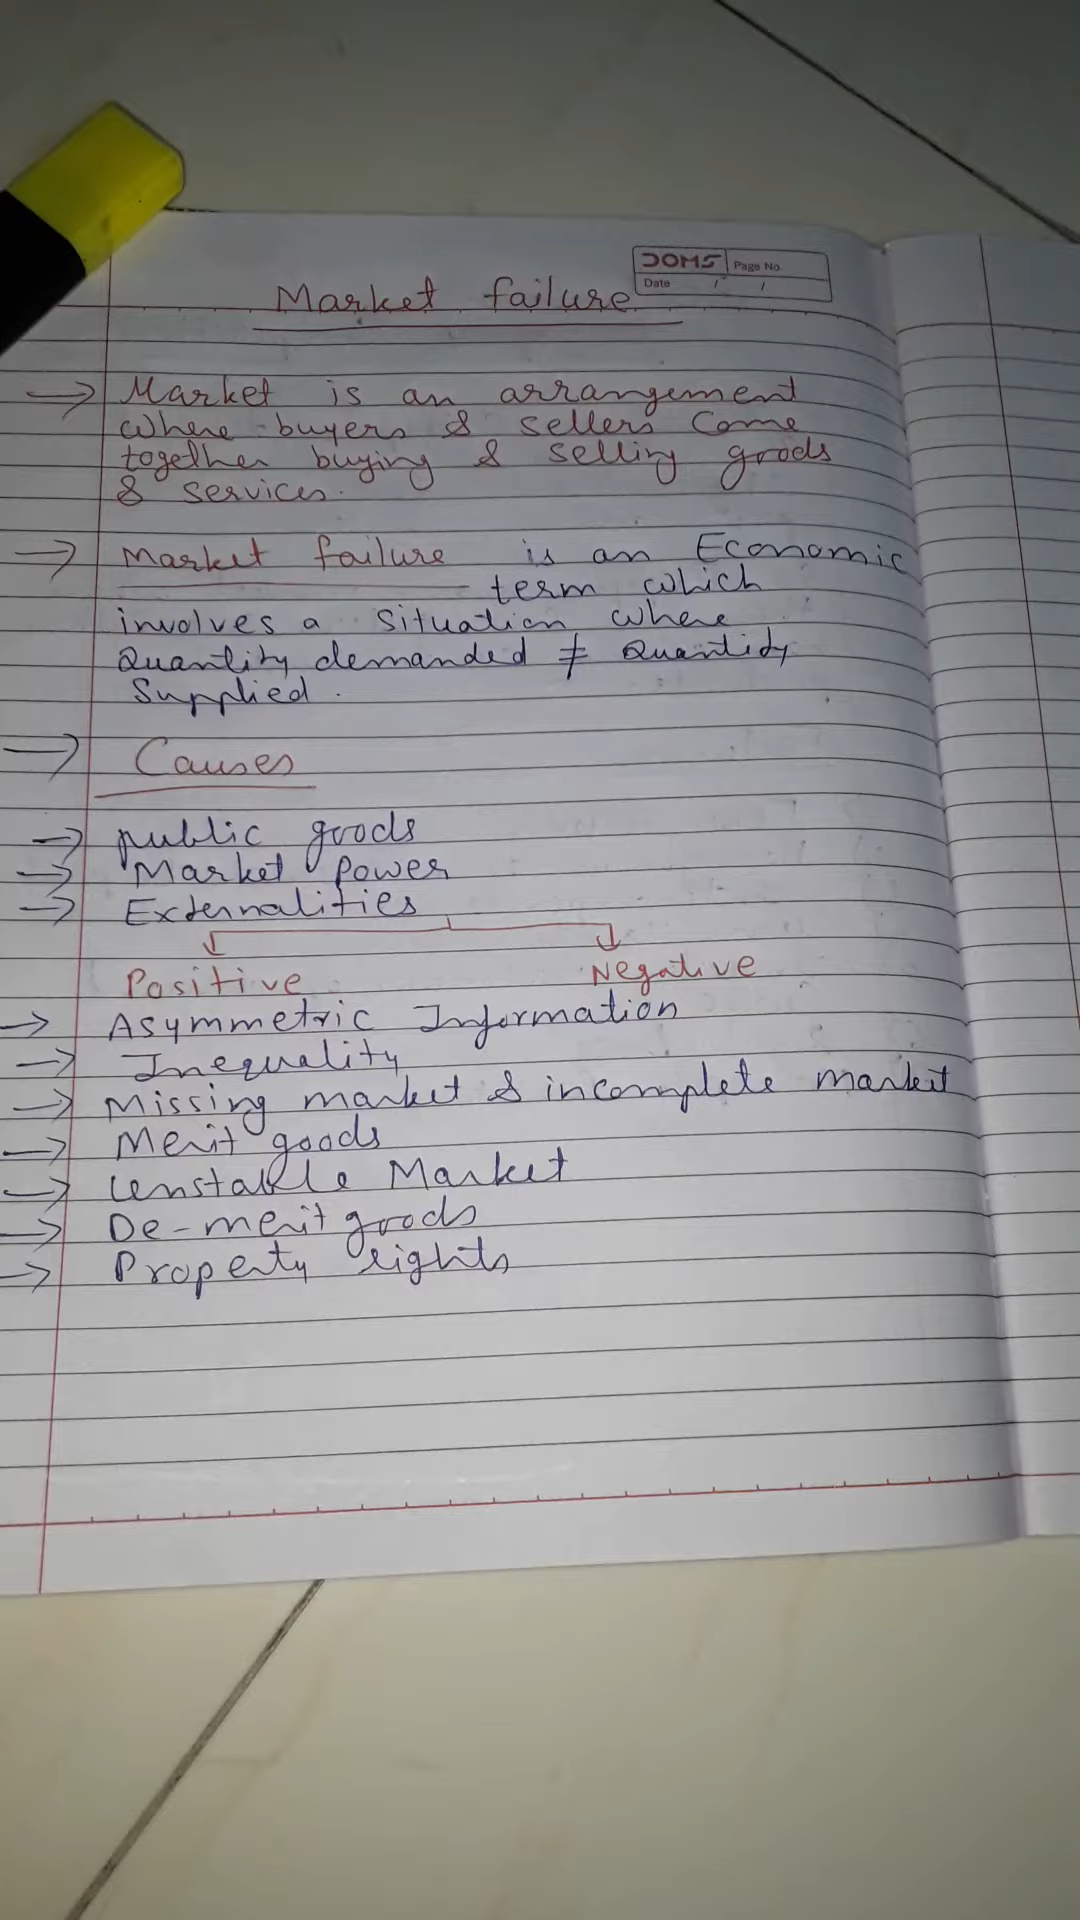 DOMS Page No.
Date / /
Market failure
→ Market is an arrangement
where buyers & sellers come
together buying & selling goods
& services.
→ Market failure is an Economic
term which
involves a situation where
Quantity demanded ≠ Quantity
Supplied.
→ Causes
→ public goods
→ Market power
→ Externalities
Positive Negative
→ Asymmetric Information
→ Inequality
→ Missing market & incomplete market
→ Merit goods
→ Unstable Market
→ De-merit goods
→ Property rights